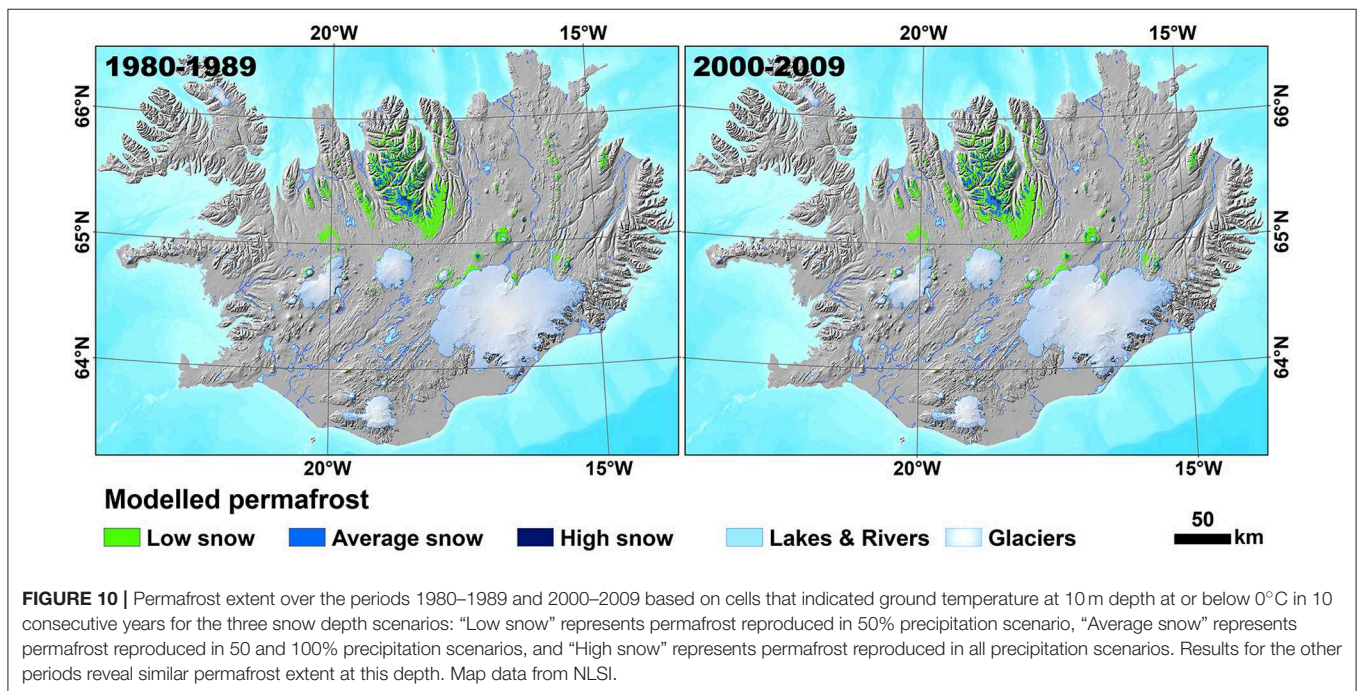 20°W 15°W 20°W 15°W
1980-1989 2000-2009
66°N 66°N
65°N 65°N
64°N 64°N
20°W 15°W 20°W 15°W
Modelled permafrost
Low snow Average snow High snow Lakes & Rivers Glaciers
50
km
FIGURE 10 | Permafrost extent over the periods 1980–1989 and 2000–2009 based on cells that indicated ground temperature at 10 m depth at or below 0°C in 10
consecutive years for the three snow depth scenarios: “Low snow” represents permafrost reproduced in 50% precipitation scenario, “Average snow” represents
permafrost reproduced in 50 and 100% precipitation scenarios, and “High snow” represents permafrost reproduced in all precipitation scenarios. Results for the other
periods reveal similar permafrost extent at this depth. Map data from NLSI.